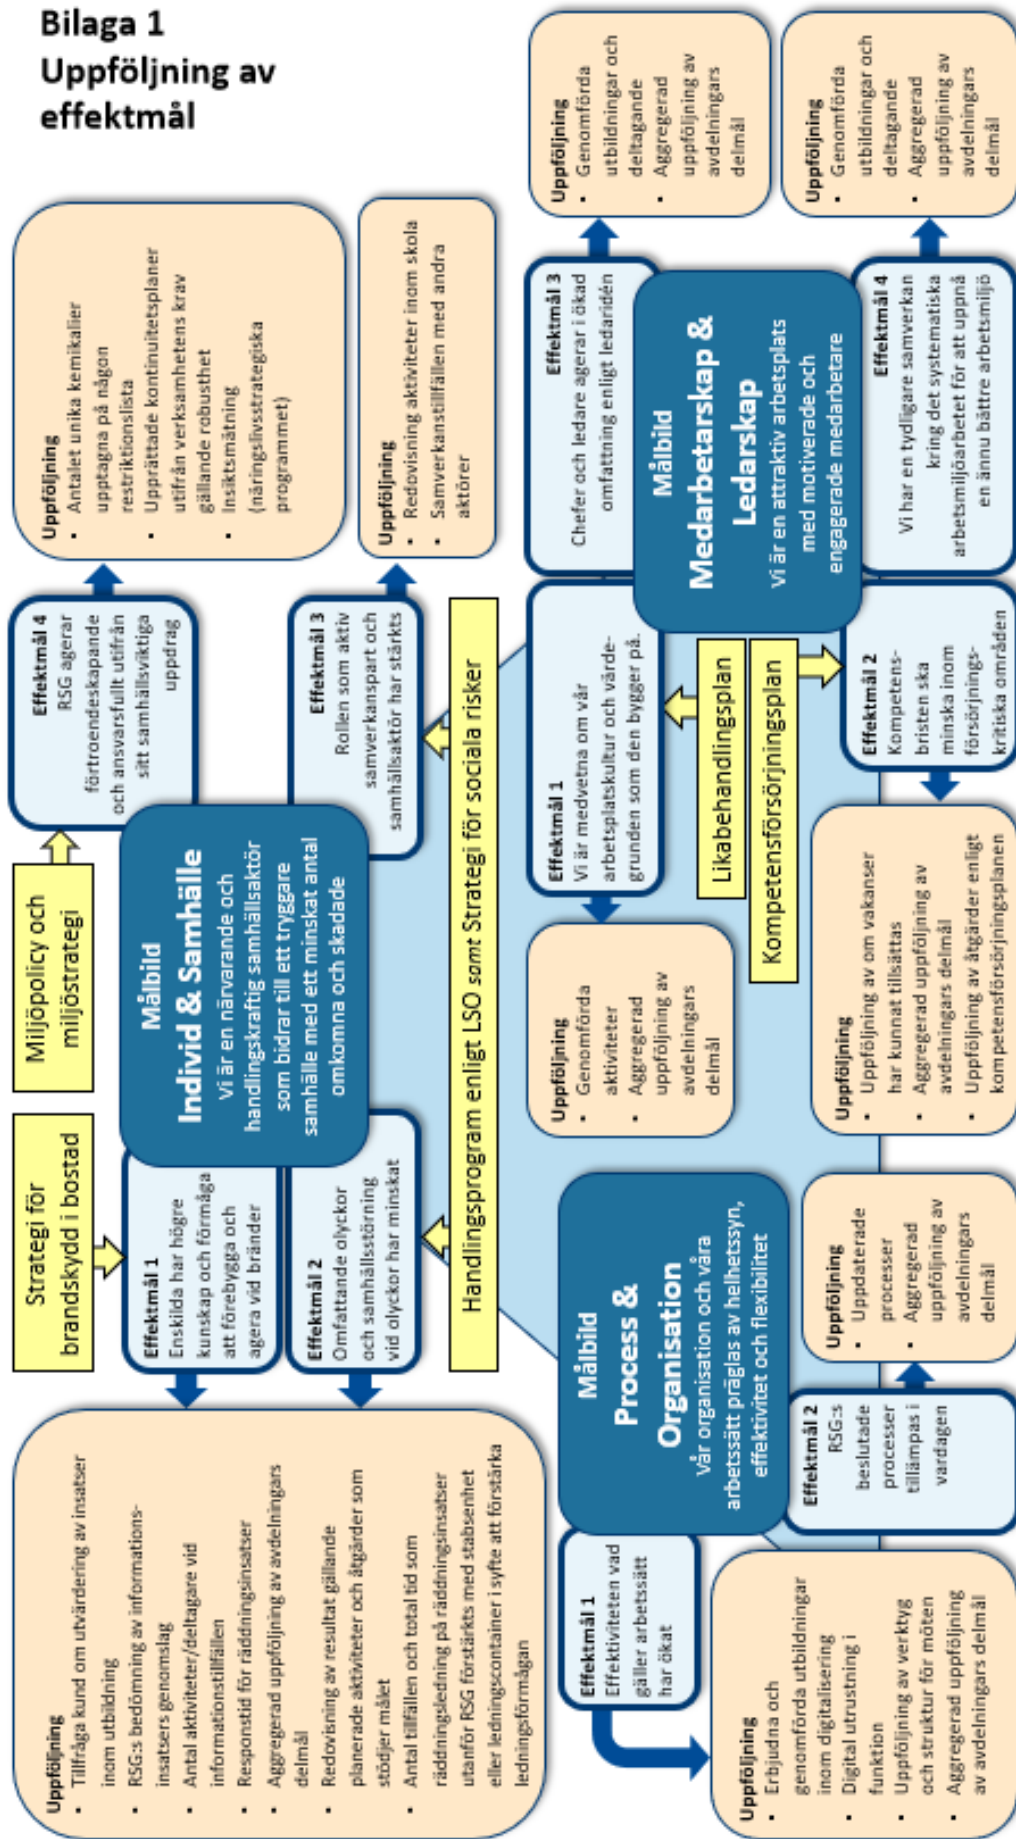 Bilaga 1
Uppföljning av
effektmål
Strategi för
brandskydd i bostad
Miljöpolicy och
miljöstrategi
Uppföljning
• Tillfråga kund om utvärdering av insatser
inom utbildning
• RSG:s bedömning av informations-
insatsers genomslag
• Antal aktiviteter/deltagare vid
informationstillfällen
• Responstid för räddningsinsatser
• Aggregerad uppföljning av avdelningars
delmål
• Redovisning av resultat gällande
planerade aktiviteter och åtgärder som
stödjer målet
• Antal tillfällen och total tid som
räddningsledning på räddningsinsatser
utanför RSG förstärkts med stabsenhet
eller ledningscontainer i syfte att förstärka
ledningsförmågan
Effektmål 1
Enskilda har högre
kunskap och förmåga
att förebygga och
agera vid bränder
Effektmål 2
Omfattande olyckor
och samhällsstörning
vid olyckor har minskat
Målbild
Individ & Samhälle
Vi är en närvarande och
handlingskraftig samhällsaktör
som bidrar till ett tryggare
samhälle med ett minskat antal
omkomna och skadade
Effektmål 4
RSG agerar
förtroendeskapande
och ansvarsfullt utifrån
sitt samhällsviktiga
uppdrag
Effektmål 3
Rollen som aktiv
samverkanspart och
samhällsaktör har stärkts
Uppföljning
• Antalet unika kemikalier
upptagna på någon
restriktionslista
• Upprättade kontinuitetsplaner
utifrån verksamhetens krav
gällande robusthet
• Insiktsmätning
(näringslivsstrategiska
programmet)
Uppföljning
• Redovisning aktiviteter inom skola
• Samverkanstillfällen med andra
aktörer
Handlingsprogram enligt LSO samt Strategi för sociala risker
Effektmål 1
Effektiviteten vad
gäller arbetssätt
har ökat
Målbild
Process &
Organisation
Vår organisation och våra
arbetssätt präglas av helhetssyn,
effektivitet och flexibilitet
Effektmål 2
RSG:s
beslutade
processer
tillämpas i
vardagen
Uppföljning
• Erbjudna och
genomförda utbildningar
inom digitalisering
• Digital utrustning i
funktion
• Uppföljning av verktyg
och struktur för möten
• Aggregerad uppföljning
av avdelningars delmål
Uppföljning
• Uppdaterade
processer
• Aggregerad
uppföljning av
avdelningars
delmål
Uppföljning
• Genomförda
aktiviteter
• Aggregerad
uppföljning av
avdelningars
delmål
Effektmål 1
Vi är medvetna om vår
arbetsplatskultur och värde-
grunden som den bygger på.
Likabehandlingsplan
Kompetensförsörjningsplan
Uppföljning
• Uppföljning av om vakanser
har kunnat tillsättas
• Aggregerad uppföljning av
avdelningars delmål
• Uppföljning av åtgärder enligt
kompetensförsörjningsplanen
Effektmål 2
Kompetens-
bristen ska
minska inom
försörjnings-
kritiska områden
Målbild
Medarbetarskap &
Ledarskap
Vi är en attraktiv arbetsplats
med motiverade och
engagerade medarbetare
Effektmål 3
Chefer och ledare agerar i ökad
omfattning enligt ledaridén
Effektmål 4
Vi har en tydligare samverkan
kring det systematiska
arbetsmiljöarbetet för att uppnå
en ännu bättre arbetsmiljö
Uppföljning
• Genomförda
utbildningar och
deltagande
• Aggregerad
uppföljning av
avdelningars
delmål
Uppföljning
• Genomförda
utbildningar och
deltagande
• Aggregerad
uppföljning av
avdelningars
delmål